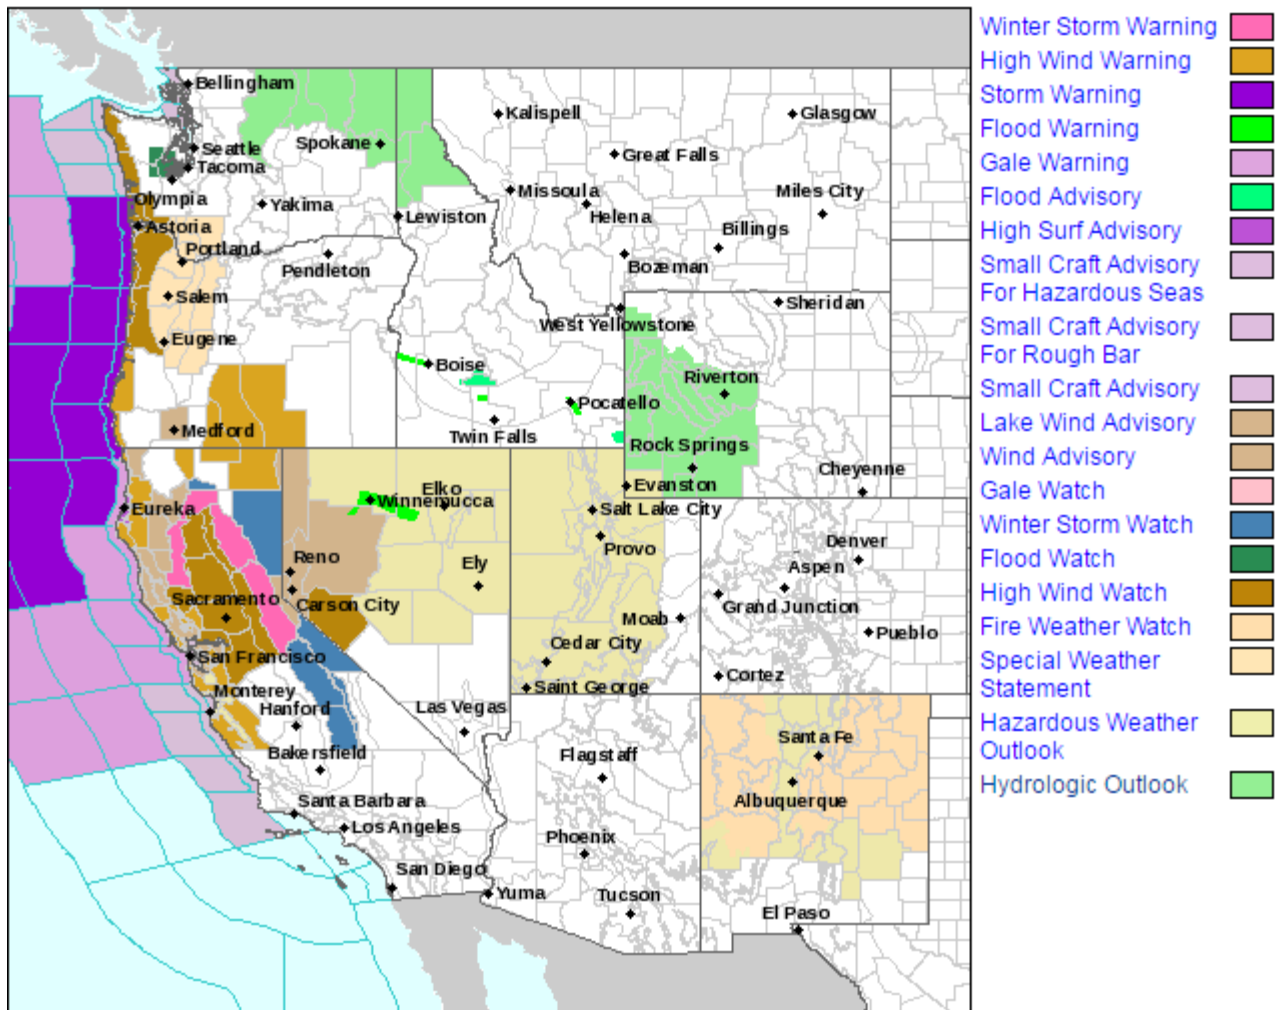 Bellingham
Seattle
Spokane
Tacoma
Olympia
Yakima
Astoria
Portland
Pendleton
Salem
Eugene
Medford
Kalispell
Glasgow
Great Falls
Missoula
Miles City
Helena
Lewiston
Billings
Bozeman
Sheridan
West Yellowstone
Boise
Riverton
Pocatello
Twin Falls
Rock Springs
Cheyenne
Evanston
Elko
Winnemucca
Salt Lake City
Eureka
Provo
Denver
Reno
Ely
Aspen
Sacramento
Carson City
Grand Junction
Moab
Pueblo
San Francisco
Cedar City
Cortez
Saint George
Monterey
Hanford
Las Vegas
Bakersfield
Flagstaff
Santa Fe
Santa Barbara
Albuquerque
Los Angeles
Phoenix
San Diego
Yuma
Tucson
El Paso
Winter Storm Warning
High Wind Warning
Storm Warning
Flood Warning
Gale Warning
Flood Advisory
High Surf Advisory
Small Craft Advisory
For Hazardous Seas
Small Craft Advisory
For Rough Bar
Small Craft Advisory
Lake Wind Advisory
Wind Advisory
Gale Watch
Winter Storm Watch
Flood Watch
High Wind Watch
Fire Weather Watch
Special Weather
Statement
Hazardous Weather
Outlook
Hydrologic Outlook